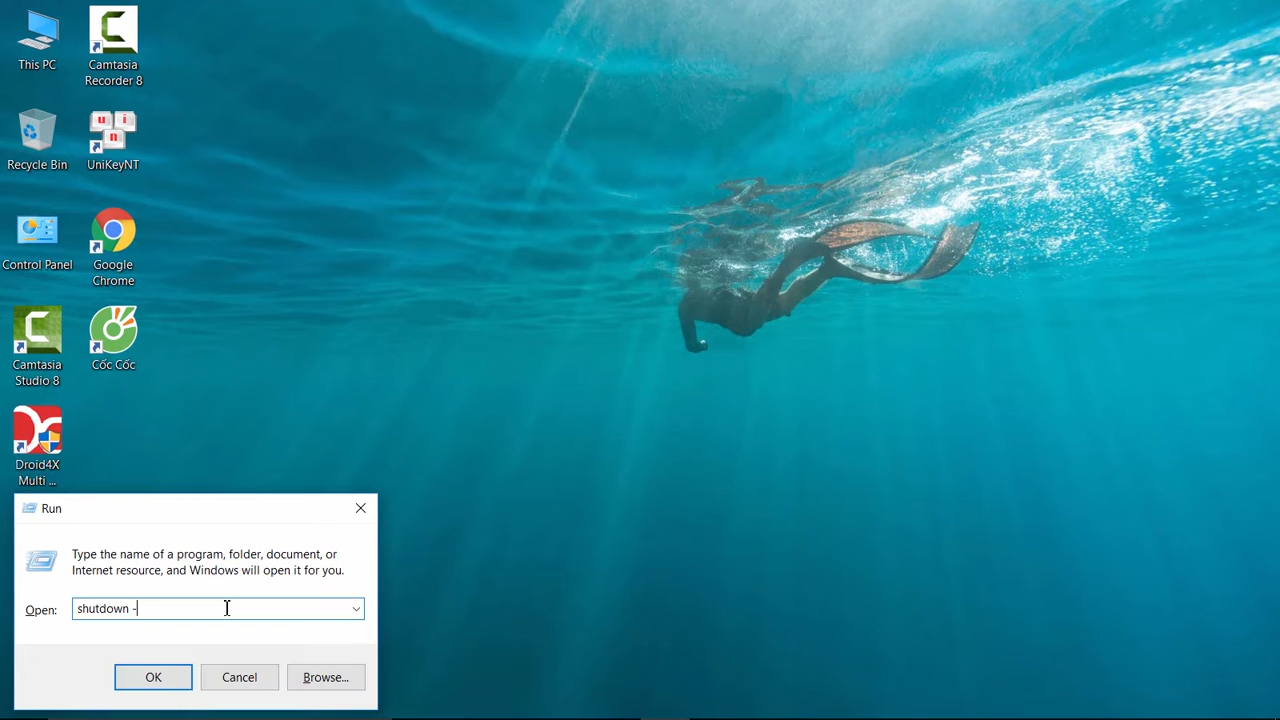 This PC
Camtasia
Recorder 8
Recycle Bin
u i
n
UniKeyNT
Control Panel
Google
Chrome
Camtasia
Studio 8
Cốc Cốc
Droid4X
Multi ...
Run
Type the name of a program, folder, document, or
Internet resource, and Windows will open it for you.
Open: shutdown -
OK Cancel Browse...